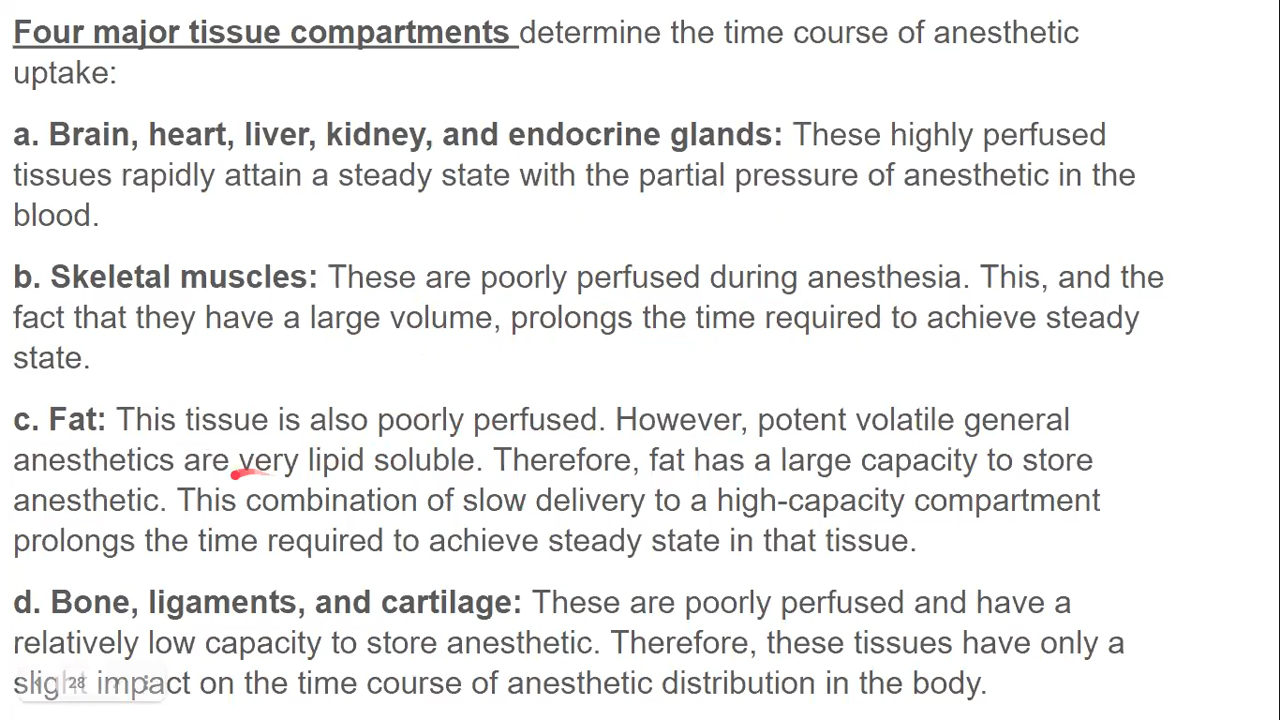 Four major tissue compartments determine the time course of anesthetic
uptake:
a. Brain, heart, liver, kidney, and endocrine glands: These highly perfused
tissues rapidly attain a steady state with the partial pressure of anesthetic in the
blood.
b. Skeletal muscles: These are poorly perfused during anesthesia. This, and the
fact that they have a large volume, prolongs the time required to achieve steady
state.
c. Fat: This tissue is also poorly perfused. However, potent volatile general
anesthetics are very lipid soluble. Therefore, fat has a large capacity to store
anesthetic. This combination of slow delivery to a high-capacity compartment
prolongs the time required to achieve steady state in that tissue.
d. Bone, ligaments, and cartilage: These are poorly perfused and have a
relatively low capacity to store anesthetic. Therefore, these tissues have only a
slight impact on the time course of anesthetic distribution in the body.
28